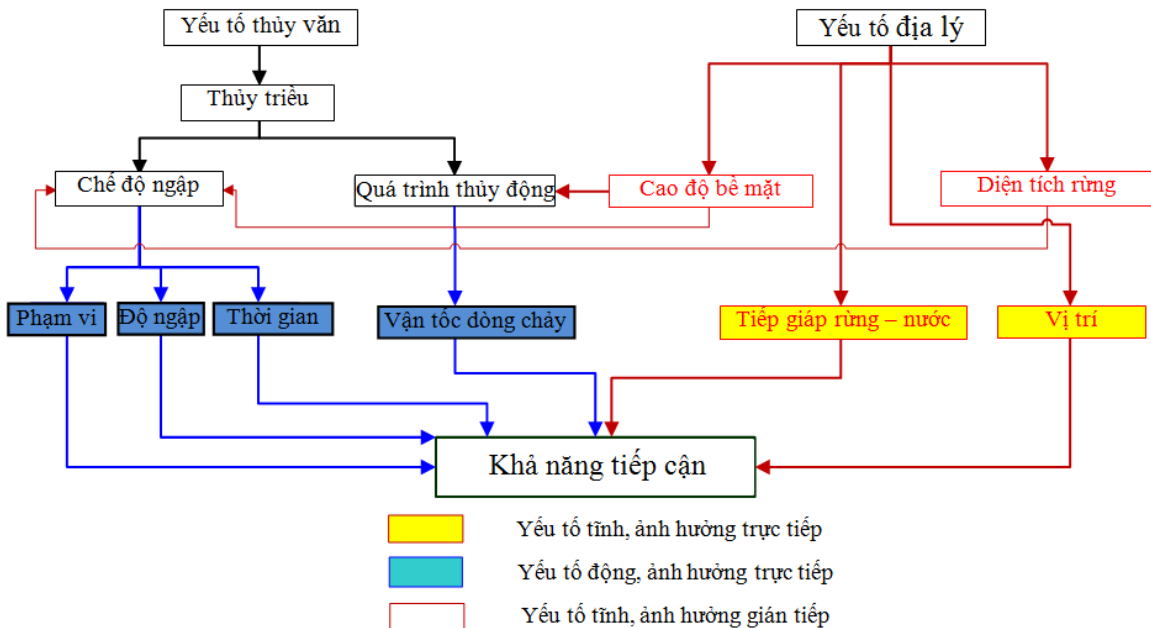 Yếu tố thủy văn
Yếu tố địa lý
Thủy triều
Chế độ ngập
Quá trình thủy động
Cao độ bề mặt
Diện tích rừng
Phạm vi
Độ ngập
Thời gian
Vận tốc dòng chảy
Tiếp giáp rừng – nước
Vị trí
Khả năng tiếp cận
Yếu tố tĩnh, ảnh hưởng trực tiếp
Yếu tố động, ảnh hưởng trực tiếp
Yếu tố tĩnh, ảnh hưởng gián tiếp